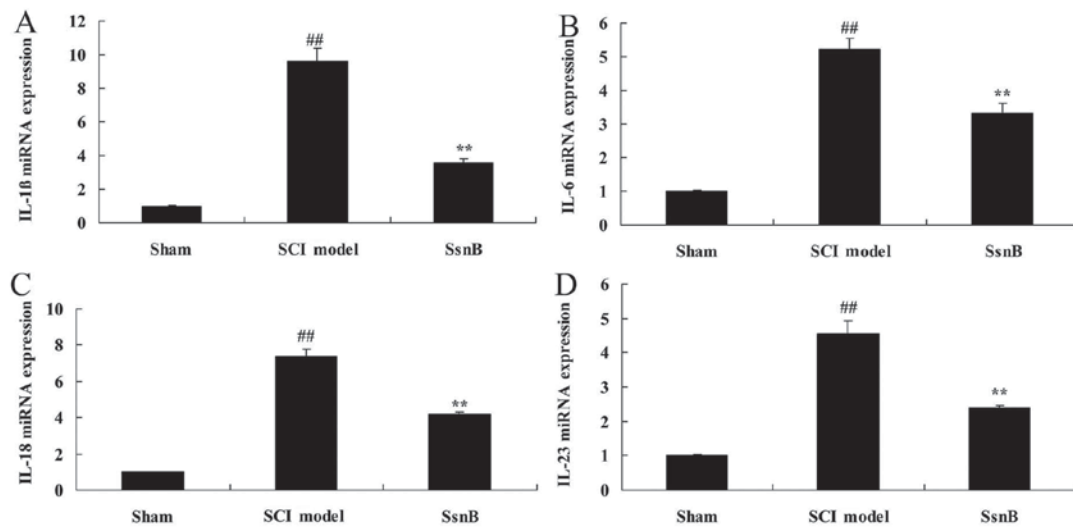 A
IL-1ß miRNA expression
12
10
8
6
4
2
0
##
**
Sham
SCI model
SsnB
B
IL-6 miRNA expression
6
5
4
3
2
1
0
##
**
Sham
SCI model
SsnB
C
IL-18 miRNA expression
10
8
6
4
2
0
##
**
Sham
SCI model
SsnB
D
IL-23 miRNA expression
6
5
4
3
2
1
0
##
**
Sham
SCI model
SsnB